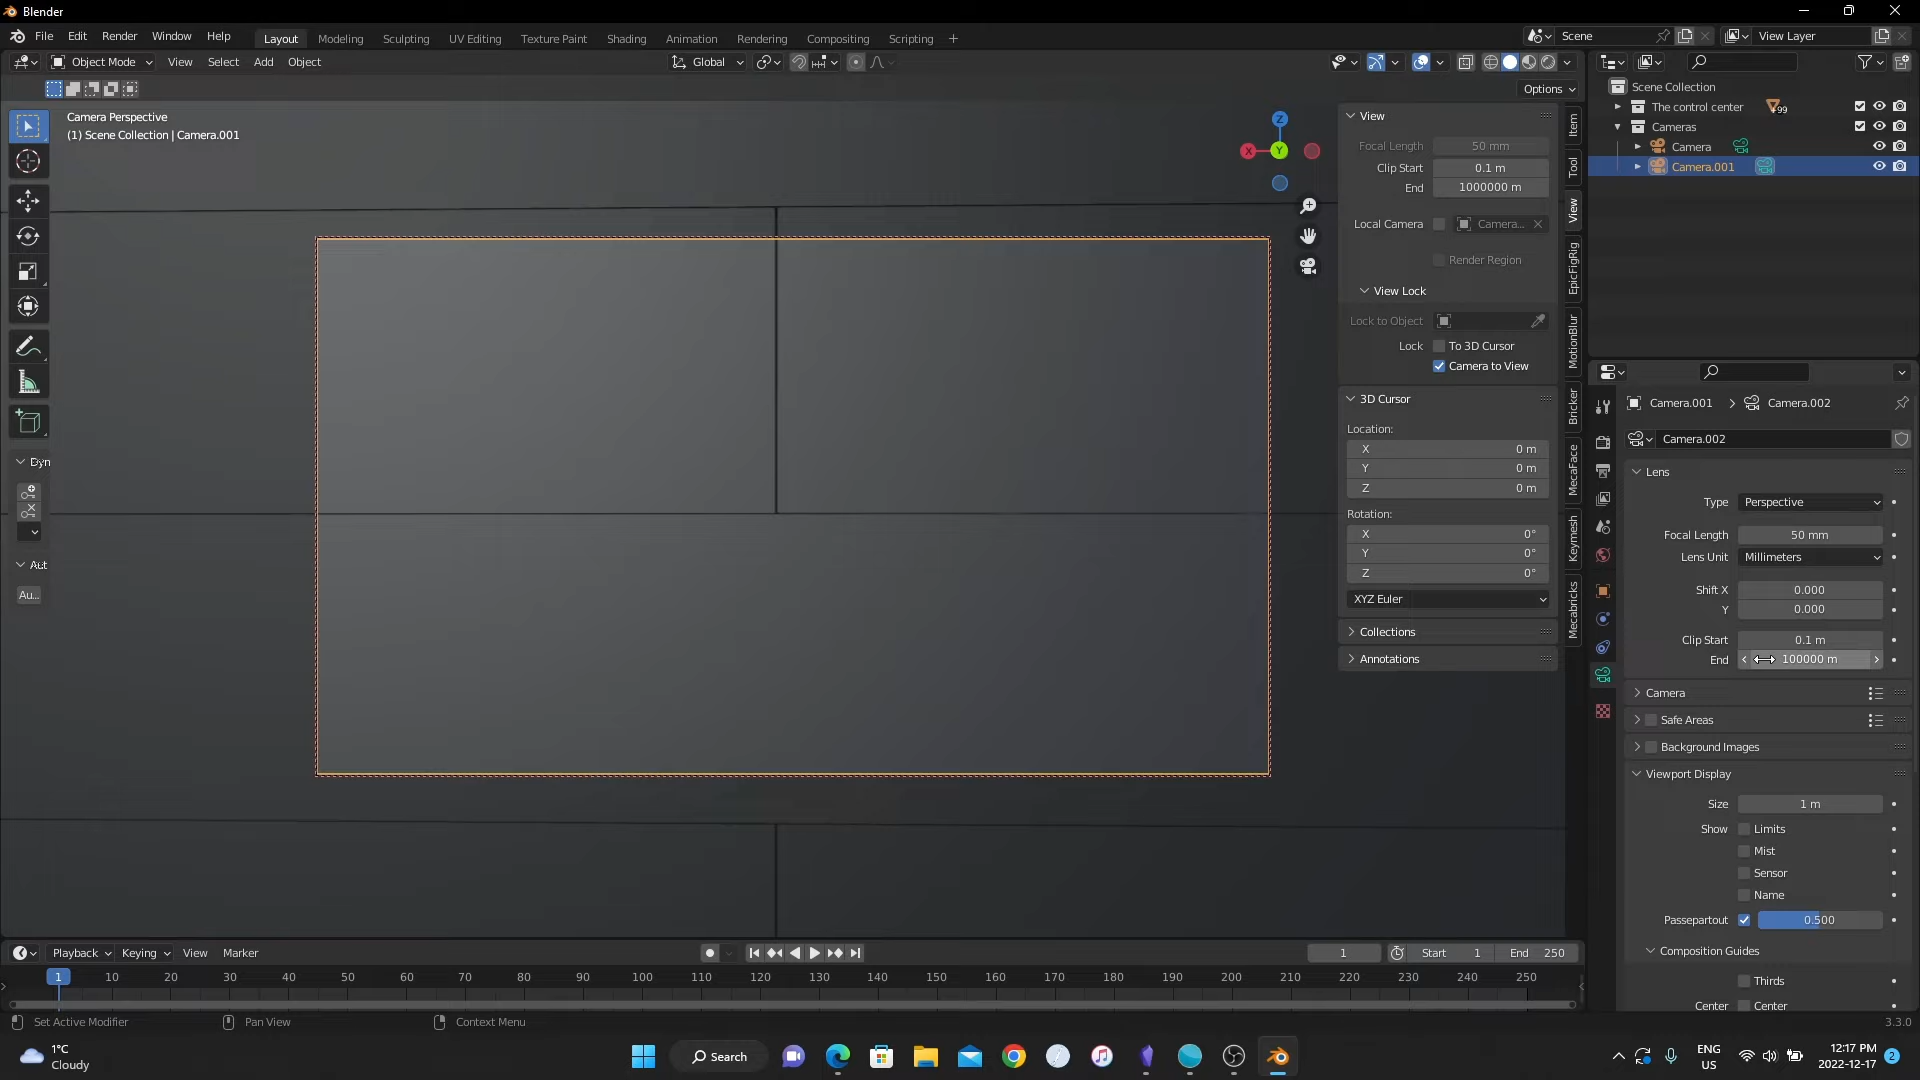 Blender
File Edit Render Window Help Layout Modeling Sculpting UV Editing Texture Paint Shading Animation Rendering Compositing Scripting + Scene View Layer
Object Mode View Select Add Object Global
Options
Camera Perspective
(1) Scene Collection | Camera.001
Z
X Y
Dyn
Aut
Au...
View
Focal Length 50 mm
Clip Start 0.1 m
End 1000000 m
Local Camera Camera...
Render Region
View Lock
Lock to Object
Lock To 3D Cursor
Camera to View
3D Cursor
Location:
X 0 m
Y 0 m
Z 0 m
Rotation:
X 0°
Y 0°
Z 0°
XYZ Euler
Collections
Annotations
Item
Tool
View
EpicFigRig
MotionBlur
Bricker
MecaFace
Keymesh
Mecabricks
Scene Collection
The control center +99
Cameras
Camera
Camera.001
Camera.001 > Camera.002
Camera.002
Lens
Type Perspective
Focal Length 50 mm
Lens Unit Millimeters
Shift X 0.000
Y 0.000
Clip Start 0.1 m
End 100000 m
Camera
Safe Areas
Background Images
Viewport Display
Size 1 m
Show Limits
Mist
Sensor
Name
Passepartout 0.500
Composition Guides
Thirds
Center Center
Playback Keying View Marker 1 Start 1 End 250
1 10 20 30 40 50 60 70 80 90 100 110 120 130 140 150 160 170 180 190 200 210 220 230 240 250
Set Active Modifier Pan View Context Menu 3.3.0
1°C
Cloudy
Search
ENG
US
12:17 PM
2022-12-17
2